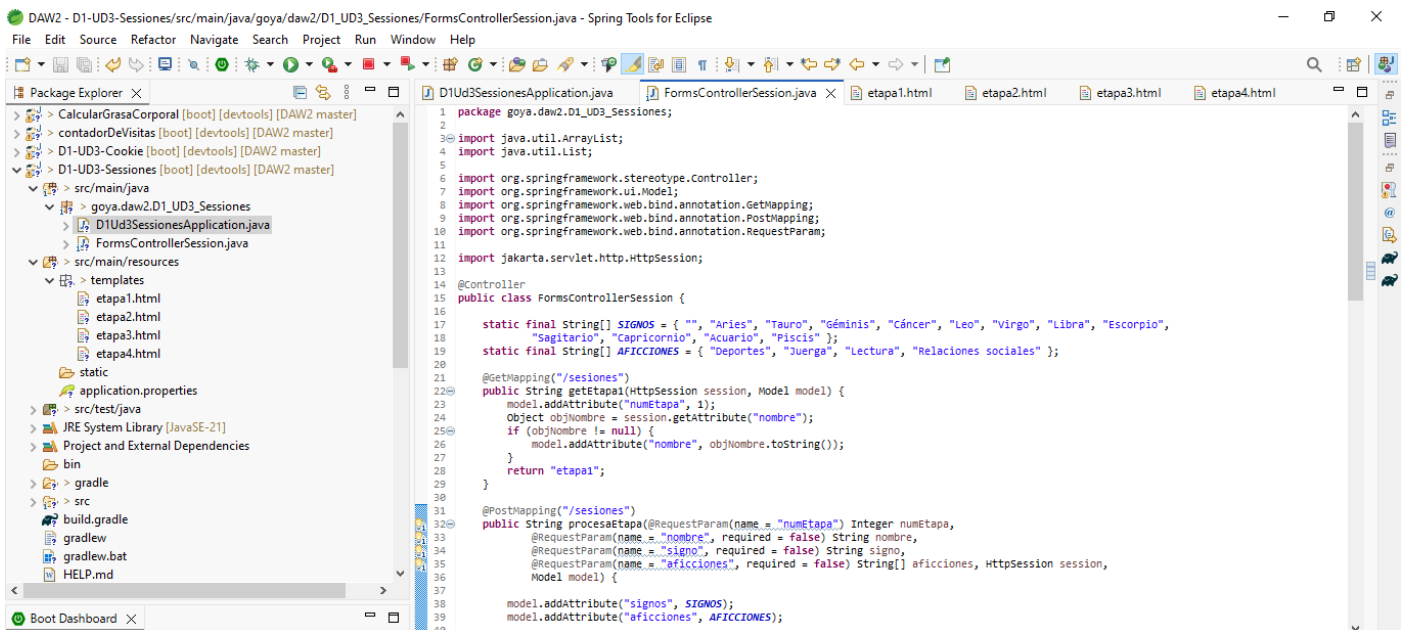 DAW2 - D1-UD3-Sessiones/src/main/java/goya/daw2/D1_UD3_Sessiones/FormsControllerSession.java - Spring Tools for Eclipse
File Edit Source Refactor Navigate Search Project Run Window Help
Package Explorer
> CalcularGrasaCorporal [boot] [devtools] [DAW2 master]
> contadorDeVisitas [boot] [devtools] [DAW2 master]
> D1-UD3-Cookie [boot] [devtools] [DAW2 master]
> D1-UD3-Sessiones [boot] [devtools] [DAW2 master]
> src/main/java
> goya.daw2.D1_UD3_Sessiones
D1Ud3SessionesApplication.java
FormsControllerSession.java
> src/main/resources
> templates
etapa1.html
etapa2.html
etapa3.html
etapa4.html
static
application.properties
> src/test/java
JRE System Library [JavaSE-21]
Project and External Dependencies
bin
> gradle
> src
build.gradle
gradlew
gradlew.bat
HELP.md
Boot Dashboard
D1Ud3SessionesApplication.java FormsControllerSession.java etapa1.html etapa2.html etapa3.html etapa4.html
1 package goya.daw2.D1_UD3_Sessiones;
2
3 import java.util.ArrayList;
4 import java.util.List;
5
6 import org.springframework.stereotype.Controller;
7 import org.springframework.ui.Model;
8 import org.springframework.web.bind.annotation.GetMapping;
9 import org.springframework.web.bind.annotation.PostMapping;
10 import org.springframework.web.bind.annotation.RequestParam;
11
12 import jakarta.servlet.http.HttpSession;
13
14 @Controller
15 public class FormsControllerSession {
16
17 static final String[] SIGNOS = { "", "Aries", "Tauro", "Géminis", "Cáncer", "Leo", "Virgo", "Libra", "Escorpio",
18 "Sagitario", "Capricornio", "Acuario", "Piscis" };
19 static final String[] AFICCIONES = { "Deportes", "Juerga", "Lectura", "Relaciones sociales" };
20
21 @GetMapping("/sesiones")
22 public String getEtapa1(HttpSession session, Model model) {
23 model.addAttribute("numEtapa", 1);
24 Object objNombre = session.getAttribute("nombre");
25 if (objNombre != null) {
26 model.addAttribute("nombre", objNombre.toString());
27 }
28 return "etapa1";
29 }
30
31 @PostMapping("/sesiones")
32 public String procesaEtapa(@RequestParam(name = "numEtapa") Integer numEtapa,
33 @RequestParam(name = "nombre", required = false) String nombre,
34 @RequestParam(name = "signo", required = false) String signo,
35 @RequestParam(name = "aficciones", required = false) String[] aficciones, HttpSession session,
36 Model model) {
37
38 model.addAttribute("signos", SIGNOS);
39 model.addAttribute("aficciones", AFICCIONES);